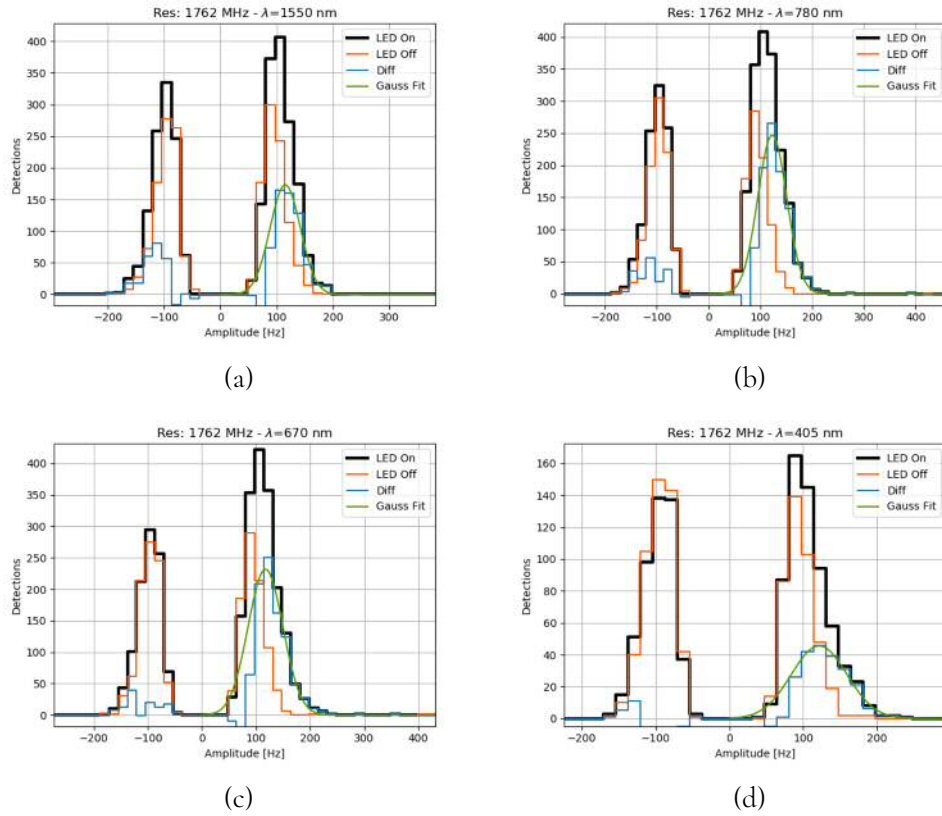 Res: 1762 MHz - λ=1550 nm
400
350
300
250
200
150
100
50
0
Detections
LED On
LED Off
Diff
Gauss Fit
−200 −100 0 100 200 300
Amplitude [Hz]
(a)
Res: 1762 MHz - λ=780 nm
400
350
300
250
200
150
100
50
0
Detections
LED On
LED Off
Diff
Gauss Fit
−200 −100 0 100 200 300 400
Amplitude [Hz]
(b)
Res: 1762 MHz - λ=670 nm
400
350
300
250
200
150
100
50
0
Detections
LED On
LED Off
Diff
Gauss Fit
−200 −100 0 100 200 300 400
Amplitude [Hz]
(c)
Res: 1762 MHz - λ=405 nm
160
140
120
100
80
60
40
20
0
Detections
LED On
LED Off
Diff
Gauss Fit
−200 −100 0 100 200
Amplitude [Hz]
(d)